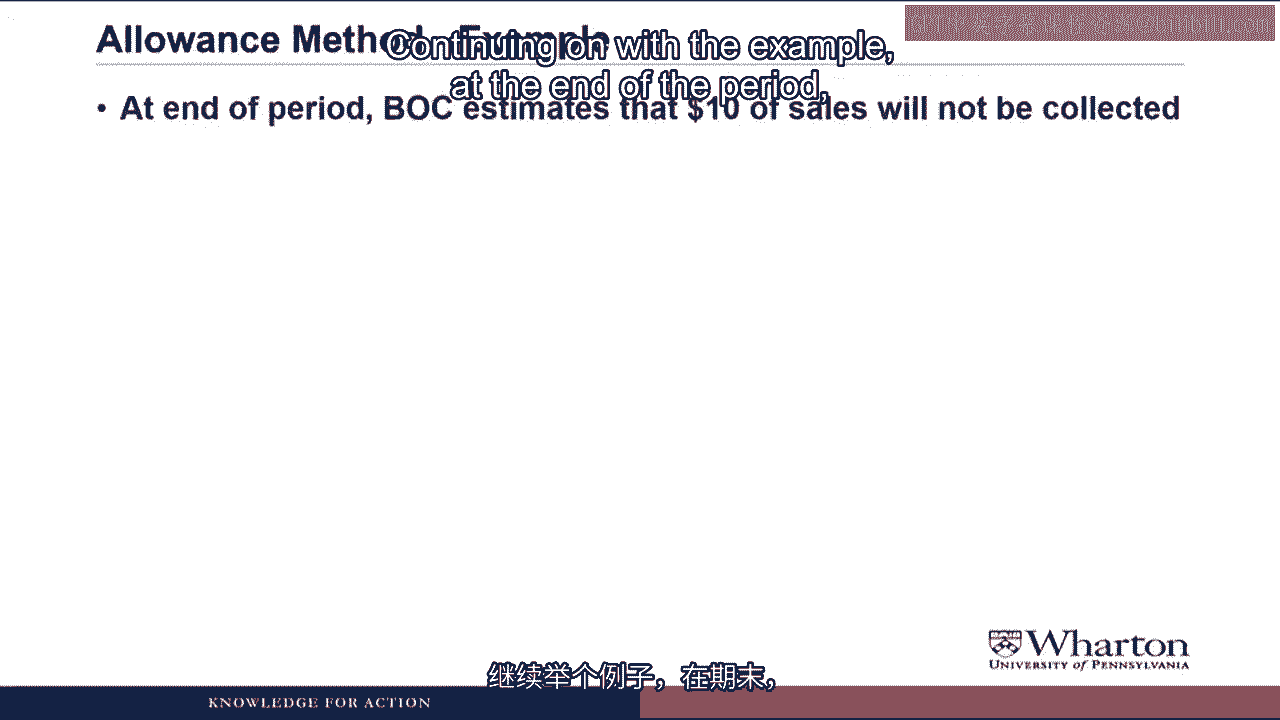 Allowance Method - Example
Continuing on with the example,
at the end of the period,
• At end of period, BOC estimates that $10 of sales will not be collected
Wharton
UNIVERSITY of PENNSYLVANIA
继续举个例子，在期末，
KNOWLEDGE FOR ACTION